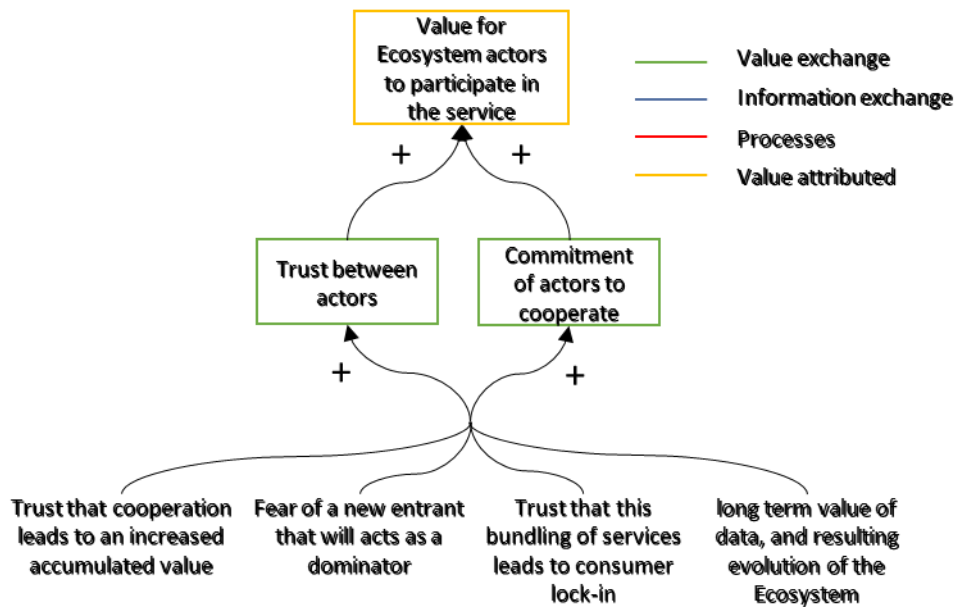 Value for
Ecosystem actors
to participate in
the service
Value exchange
Information exchange
Processes
Value attributed
+
+
Trust between
actors
Commitment
of actors to
cooperate
+
+
Trust that cooperation
leads to an increased
accumulated value
Fear of a new entrant
that will acts as a
dominator
Trust that this
bundling of services
leads to consumer
lock-in
long term value of
data, and resulting
evolution of the
Ecosystem